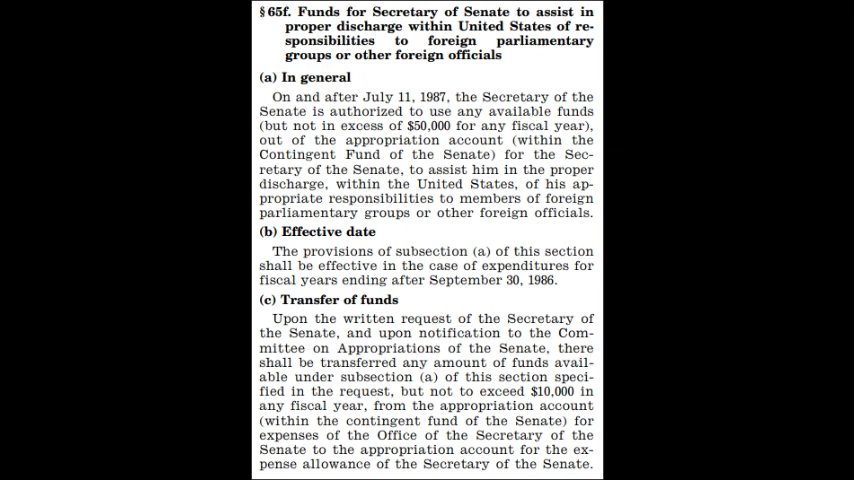 § 65f. Funds for Secretary of Senate to assist in
proper discharge within United States of re-
sponsibilities to foreign parliamentary
groups or other foreign officials
(a) In general
On and after July 11, 1987, the Secretary of the
Senate is authorized to use any available funds
(but not in excess of $50,000 for any fiscal year),
out of the appropriation account (within the
Contingent Fund of the Senate) for the Sec-
retary of the Senate, to assist him in the proper
discharge, within the United States, of his ap-
propriate responsibilities to members of foreign
parliamentary groups or other foreign officials.
(b) Effective date
The provisions of subsection (a) of this section
shall be effective in the case of expenditures for
fiscal years ending after September 30, 1986.
(c) Transfer of funds
Upon the written request of the Secretary of
the Senate, and upon notification to the Com-
mittee on Appropriations of the Senate, there
shall be transferred any amount of funds avail-
able under subsection (a) of this section speci-
fied in the request, but not to exceed $10,000 in
any fiscal year, from the appropriation account
(within the contingent fund of the Senate) for
expenses of the Office of the Secretary of the
Senate to the appropriation account for the ex-
pense allowance of the Secretary of the Senate.